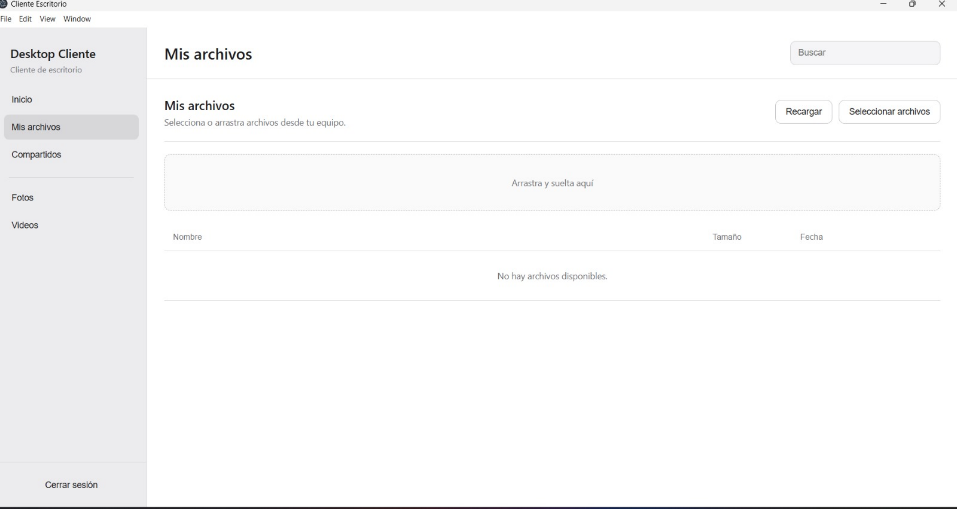 Cliente Escritorio
File Edit View Window
Desktop Cliente
Cliente de escritorio
Inicio
Mis archivos
Compartidos
Fotos
Videos
Cerrar sesión
Mis archivos
Buscar
Mis archivos
Selecciona o arrastra archivos desde tu equipo.
Recargar
Seleccionar archivos
Arrastra y suelta aquí
Nombre Tamaño Fecha
No hay archivos disponibles.